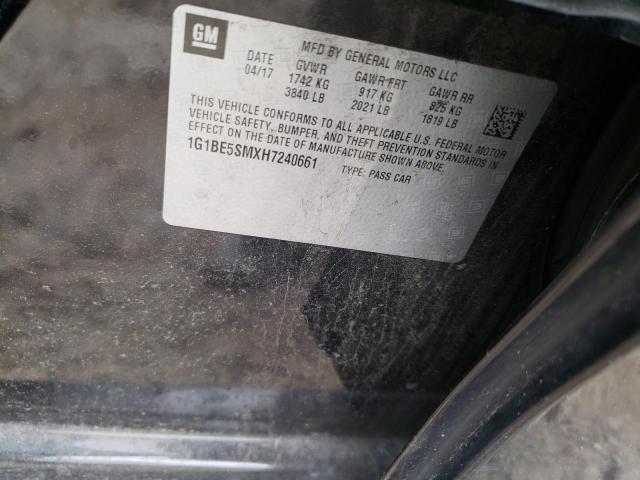 GM
MFD BY GENERAL MOTORS LLC
DATE GVWR GAWR FRT GAWR RR
04/17 1742 KG 917 KG 825 KG
3840 LB 2021 LB 1819 LB
THIS VEHICLE CONFORMS TO ALL APPLICABLE U.S. FEDERAL MOTOR
VEHICLE SAFETY, BUMPER, AND THEFT PREVENTION STANDARDS IN
EFFECT ON THE DATE OF MANUFACTURE SHOWN ABOVE.
1G1BE5SMXH7240661 TYPE: PASS CAR